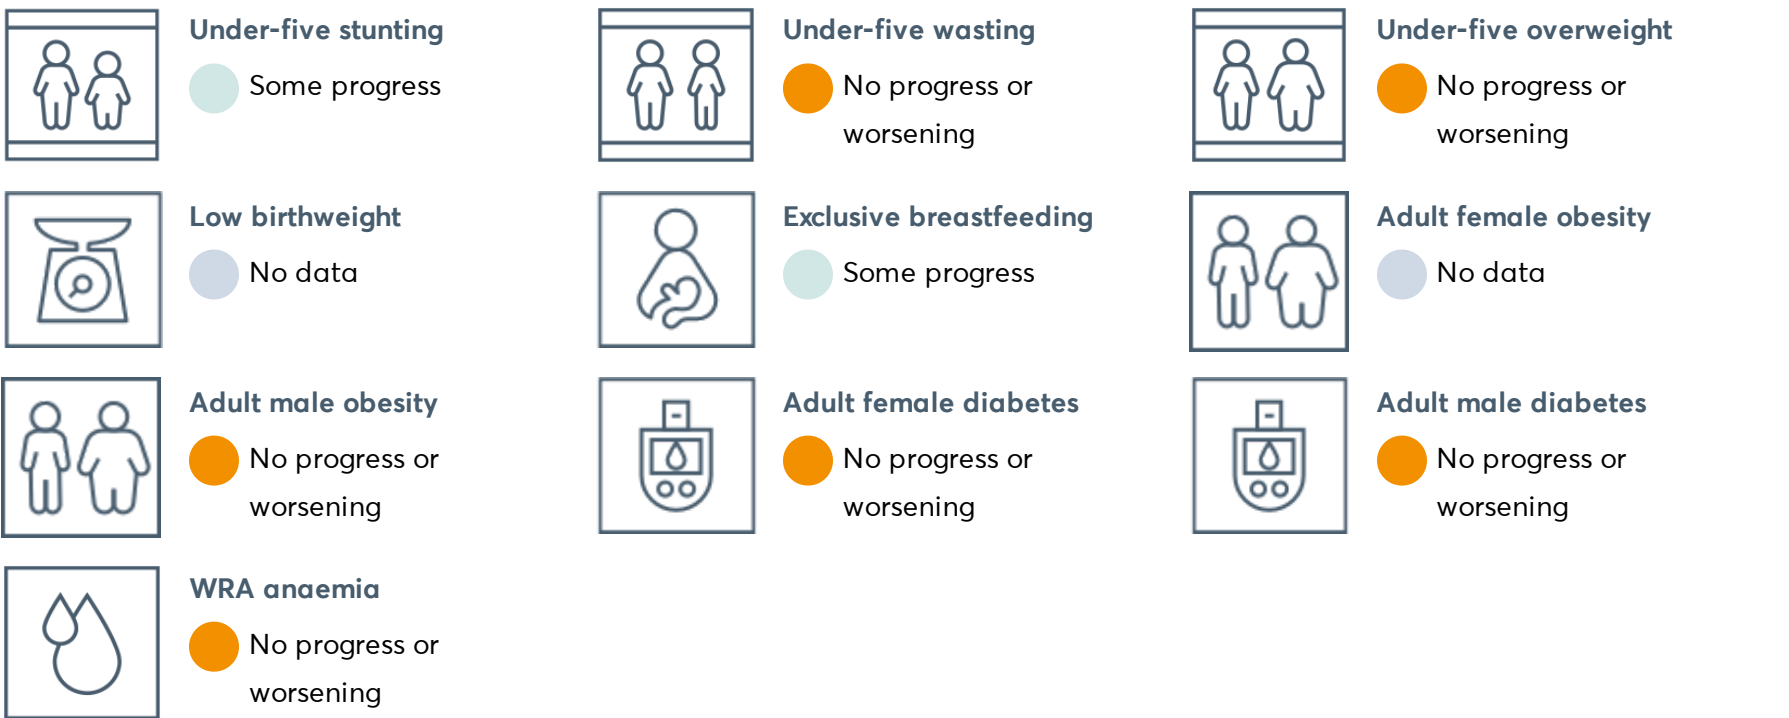 Under-five stunting
Some progress
Under-five wasting
No progress or
worsening
Under-five overweight
No progress or
worsening
Low birthweight
No data
Exclusive breastfeeding
Some progress
Adult female obesity
No data
Adult male obesity
No progress or
worsening
Adult female diabetes
No progress or
worsening
Adult male diabetes
No progress or
worsening
WRA anaemia
No progress or
worsening